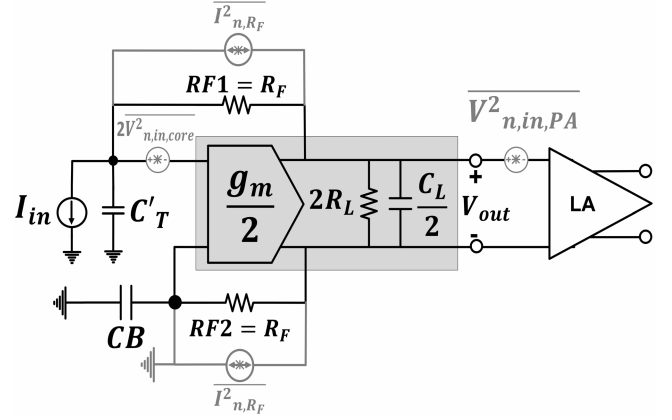 I²n,RF
RF1 = RF
2V²n,in,core
V²n,in,PA
gm
2
2RL
CL
2
+
Vout
-
LA
Iin
C′T
CB
RF2 = RF
I²n,RF